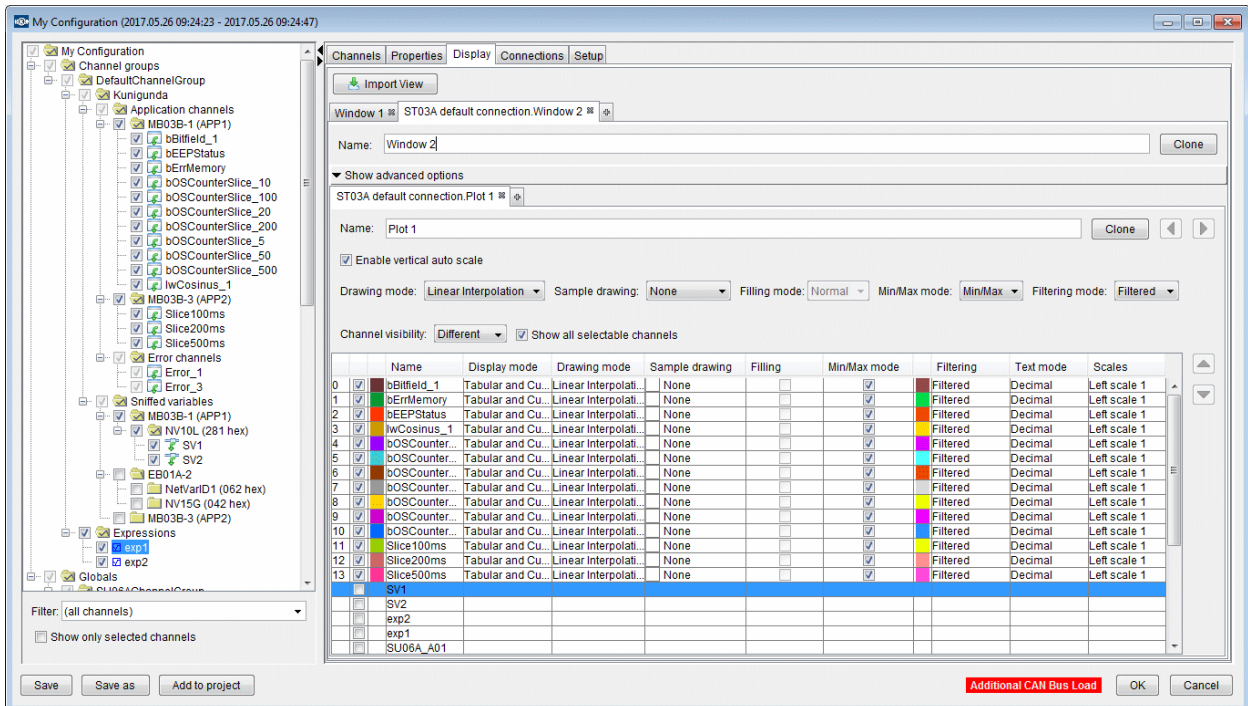 My Configuration (2017.05.26 09:24:23 - 2017.05.26 09:24:47)
My Configuration
Channel groups
DefaultChannelGroup
Kunigunda
Application channels
MB03B-1 (APP1)
bBitfield_1
bEEPStatus
bErrMemory
bOSCounterSlice_10
bOSCounterSlice_100
bOSCounterSlice_20
bOSCounterSlice_200
bOSCounterSlice_5
bOSCounterSlice_50
bOSCounterSlice_500
lwCosinus_1
MB03B-3 (APP2)
Slice100ms
Slice200ms
Slice500ms
Error channels
Error_1
Error_3
Sniffed variables
MB03B-1 (APP1)
NV10L (281 hex)
SV1
SV2
EB01A-2
NetVarID1 (062 hex)
NV15G (042 hex)
MB03B-3 (APP2)
Expressions
exp1
exp2
Globals
SU06AChannelGroup
Filter: (all channels)
Show only selected channels
Channels Properties Display Connections Setup
Import View
Window 1 ST03A default connection.Window 2
Name: Window 2 Clone
Show advanced options
ST03A default connection.Plot 1
Name: Plot 1 Clone
Enable vertical auto scale
Drawing mode: Linear Interpolation Sample drawing: None Filling mode: Normal Min/Max mode: Min/Max Filtering mode: Filtered
Channel visibility: Different Show all selectable channels
Name Display mode Drawing mode Sample drawing Filling Min/Max mode Filtering Text mode Scales
0 bBitfield_1 Tabular and Cu... Linear Interpolati... None Filtered Decimal Left scale 1
1 bErrMemory Tabular and Cu... Linear Interpolati... None Filtered Decimal Left scale 1
2 bEEPStatus Tabular and Cu... Linear Interpolati... None Filtered Decimal Left scale 1
3 lwCosinus_1 Tabular and Cu... Linear Interpolati... None Filtered Decimal Left scale 1
4 bOSCounter... Tabular and Cu... Linear Interpolati... None Filtered Decimal Left scale 1
5 bOSCounter... Tabular and Cu... Linear Interpolati... None Filtered Decimal Left scale 1
6 bOSCounter... Tabular and Cu... Linear Interpolati... None Filtered Decimal Left scale 1
7 bOSCounter... Tabular and Cu... Linear Interpolati... None Filtered Decimal Left scale 1
8 bOSCounter... Tabular and Cu... Linear Interpolati... None Filtered Decimal Left scale 1
9 bOSCounter... Tabular and Cu... Linear Interpolati... None Filtered Decimal Left scale 1
10 bOSCounter... Tabular and Cu... Linear Interpolati... None Filtered Decimal Left scale 1
11 Slice100ms Tabular and Cu... Linear Interpolati... None Filtered Decimal Left scale 1
12 Slice200ms Tabular and Cu... Linear Interpolati... None Filtered Decimal Left scale 1
13 Slice500ms Tabular and Cu... Linear Interpolati... None Filtered Decimal Left scale 1
SV1
SV2
exp2
exp1
SU06A_A01
Save Save as Add to project Additional CAN Bus Load OK Cancel